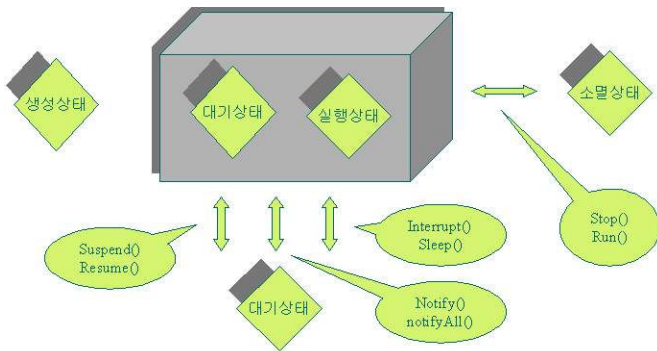 생성상태
대기상태
실행상태
소멸상태
Suspend()
Resume()
Interrupt()
Sleep()
Stop()
Run()
대기상태
Notify()
notifyAll()